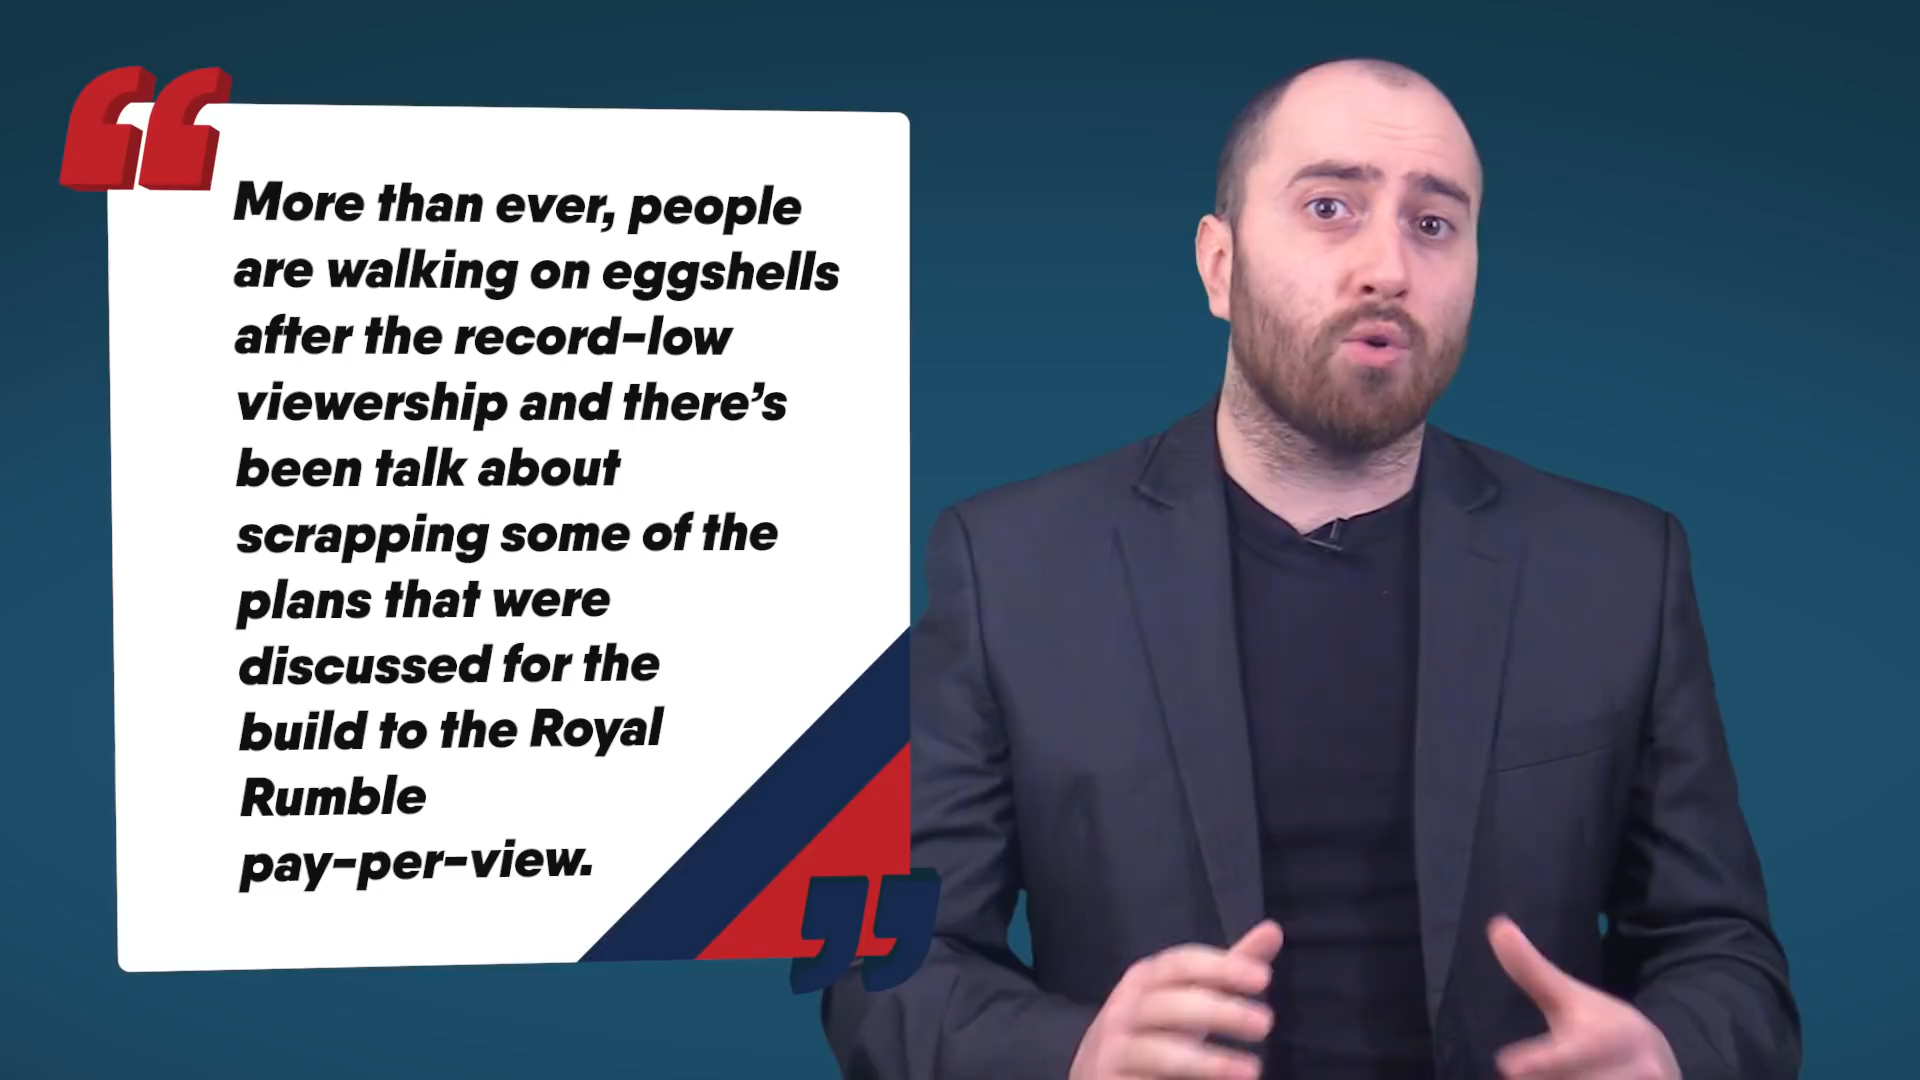 More than ever, people
are walking on eggshells
after the record-low
viewership and there's
been talk about
scrapping some of the
plans that were
discussed for the
build to the Royal
Rumble
pay-per-view.